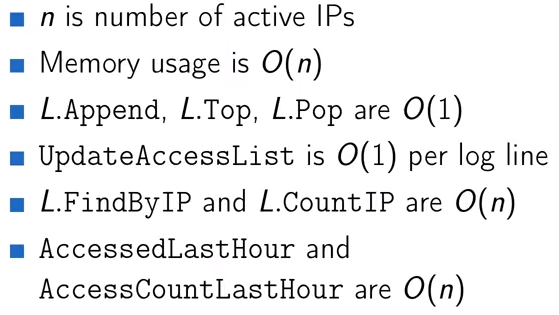 n is number of active IPs
Memory usage is O(n)
L.Append, L.Top, L.Pop are O(1)
UpdateAccessList is O(1) per log line
L.FindByIP and L.CountIP are O(n)
AccessedLastHour and
AccessCountLastHour are O(n)